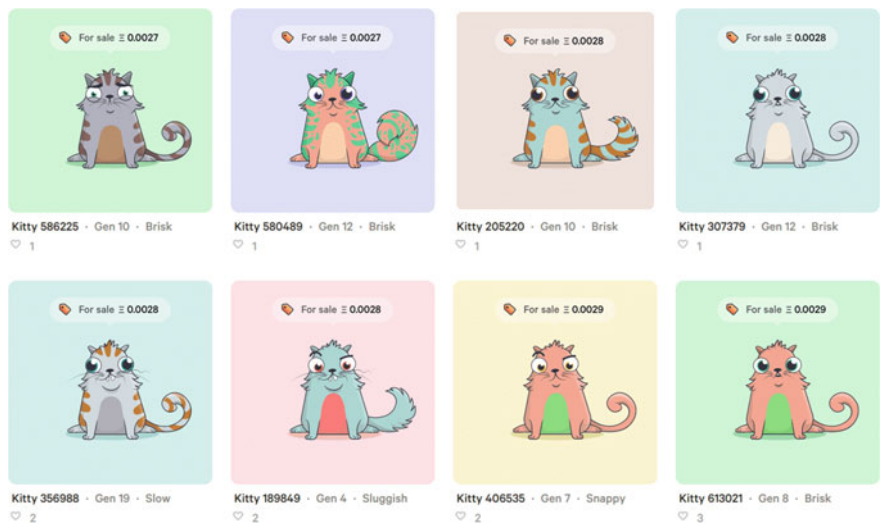 For sale Ξ 0.0027
For sale Ξ 0.0027
For sale Ξ 0.0028
For sale Ξ 0.0028
Kitty 586225 · Gen 10 · Brisk
Kitty 580489 · Gen 12 · Brisk
Kitty 205220 · Gen 10 · Brisk
Kitty 307379 · Gen 12 · Brisk
1
1
1
1
For sale Ξ 0.0028
For sale Ξ 0.0028
For sale Ξ 0.0029
For sale Ξ 0.0029
Kitty 356988 · Gen 19 · Slow
Kitty 189849 · Gen 4 · Sluggish
Kitty 406535 · Gen 7 · Snappy
Kitty 613021 · Gen 8 · Brisk
2
2
2
3